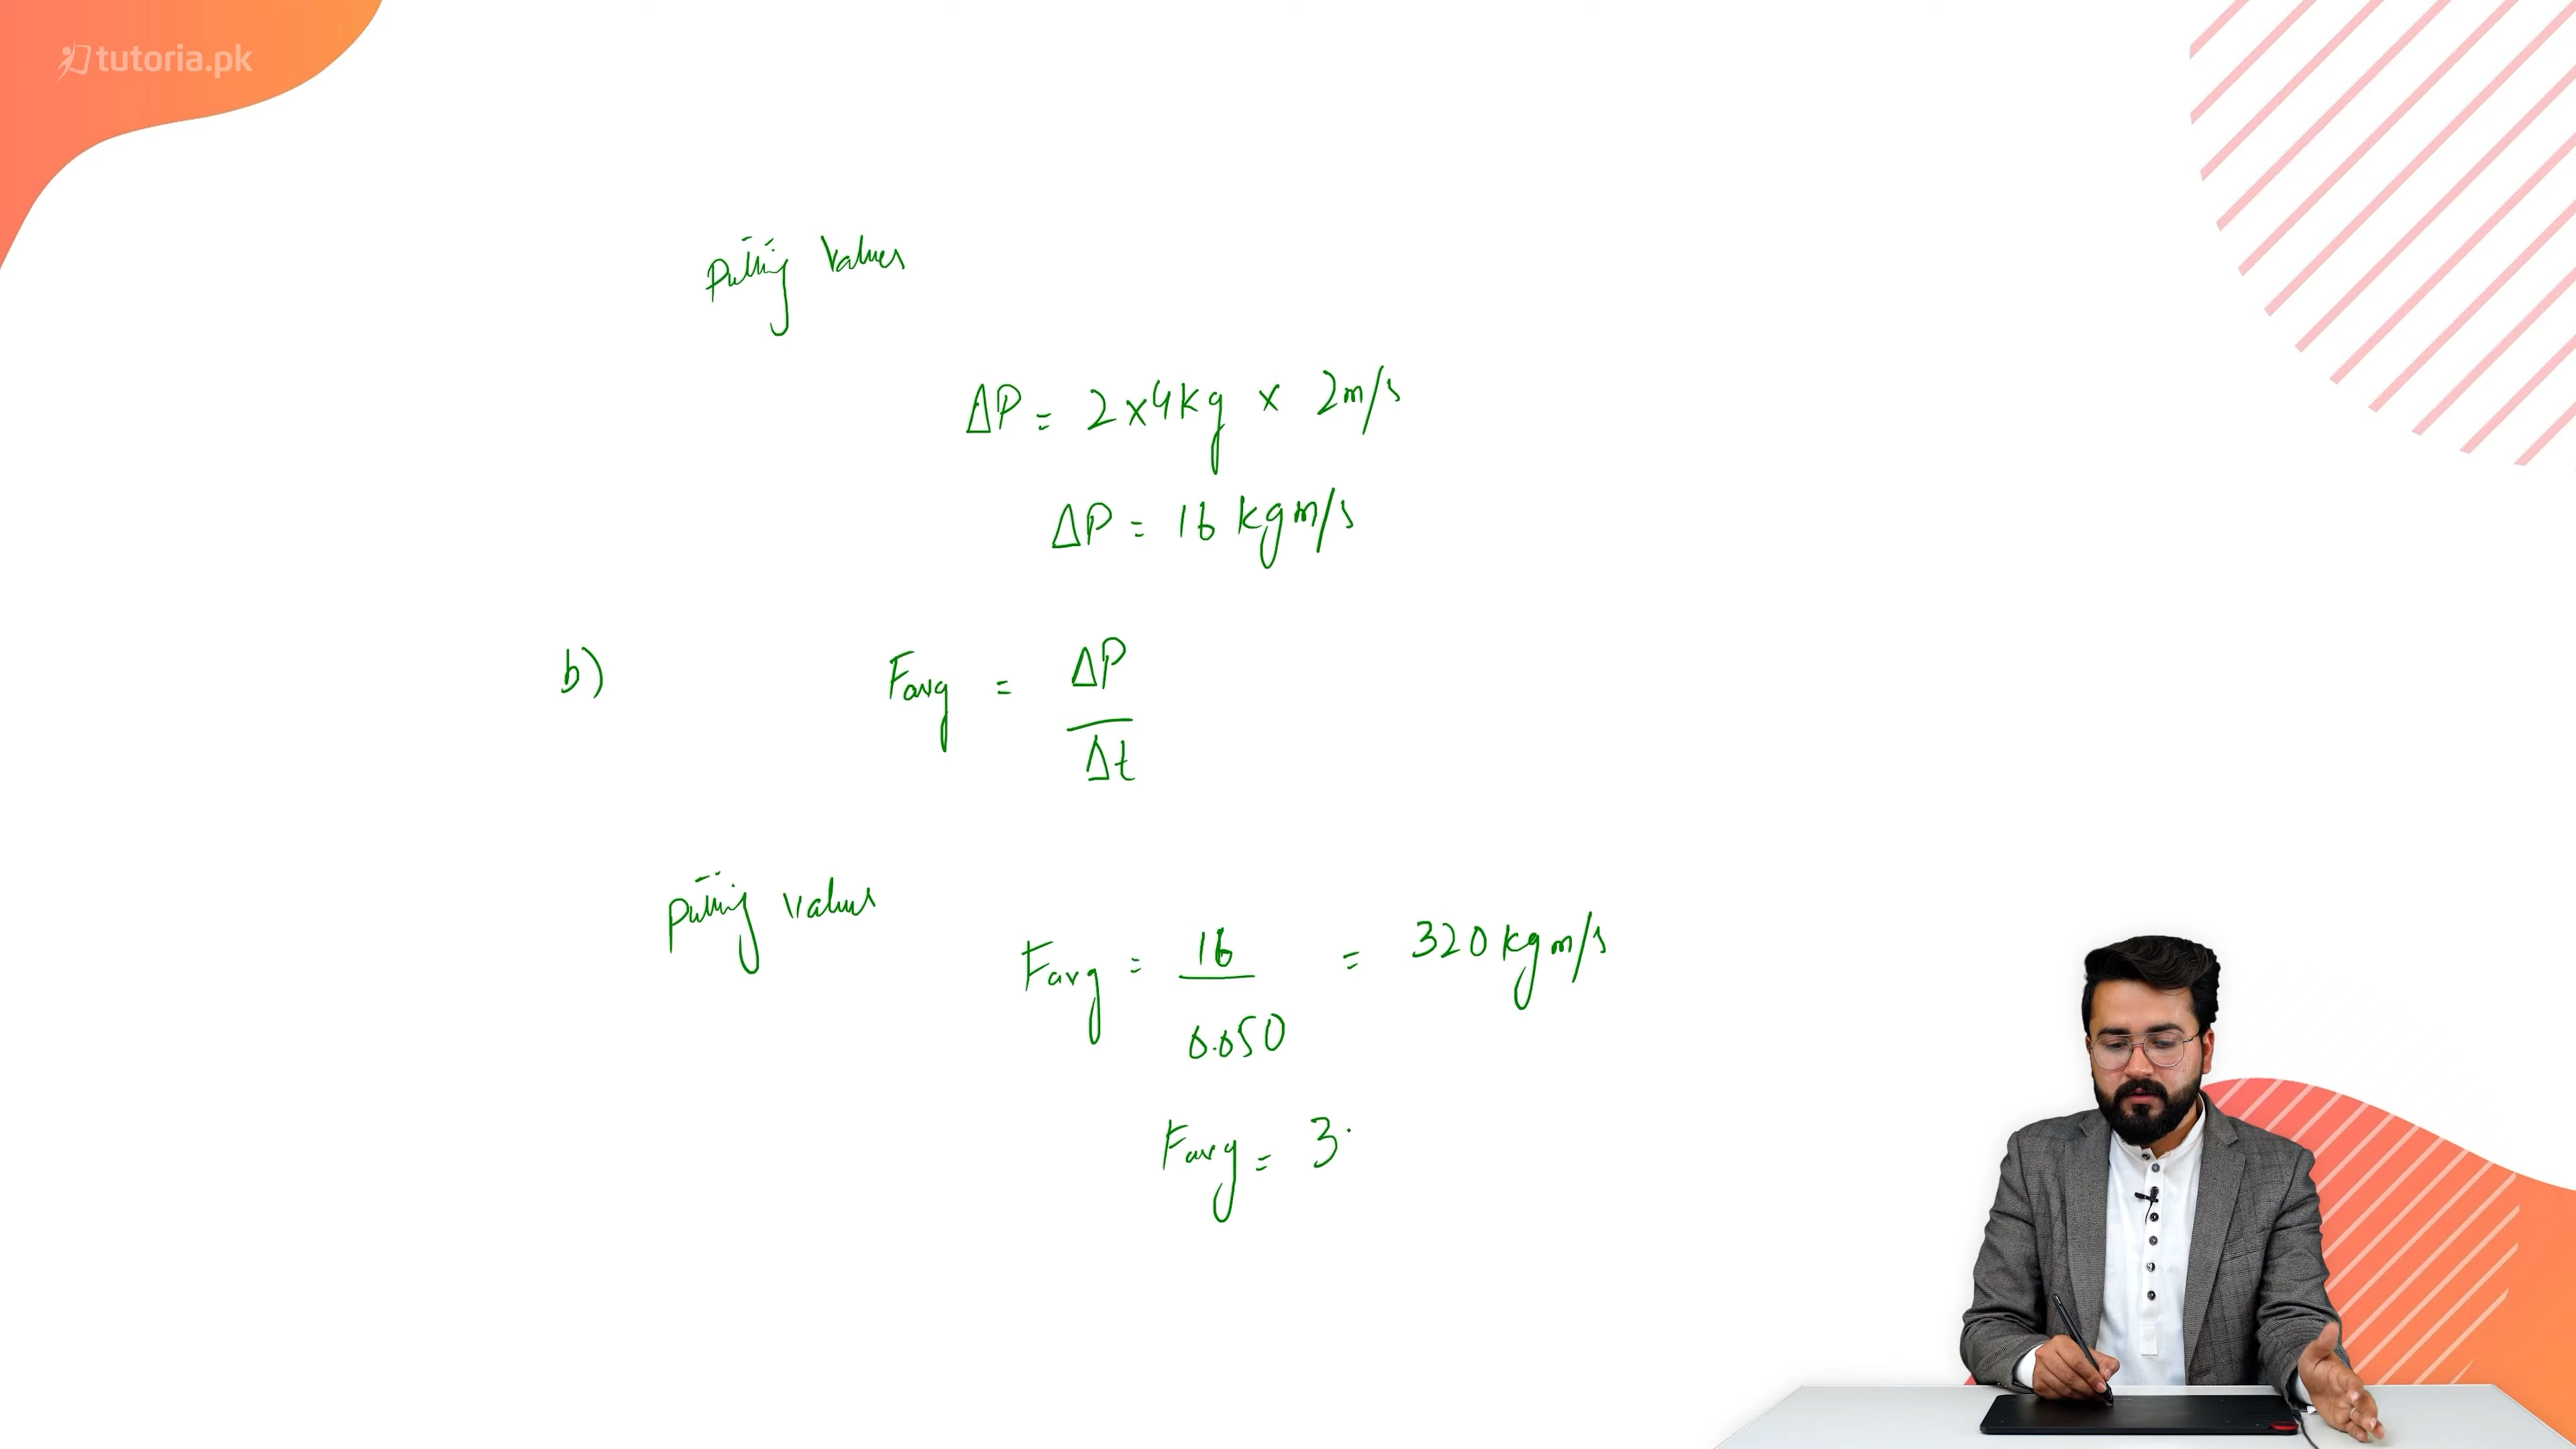 tutoria.pk
Putting Values
ΔP = 2x4kg x 2m/s
ΔP = 16 kgm/s
b) Favg = ΔP / Δt
Putting values
Favg = 16 / 0.050 = 320 kgm/s
Favg = 3.